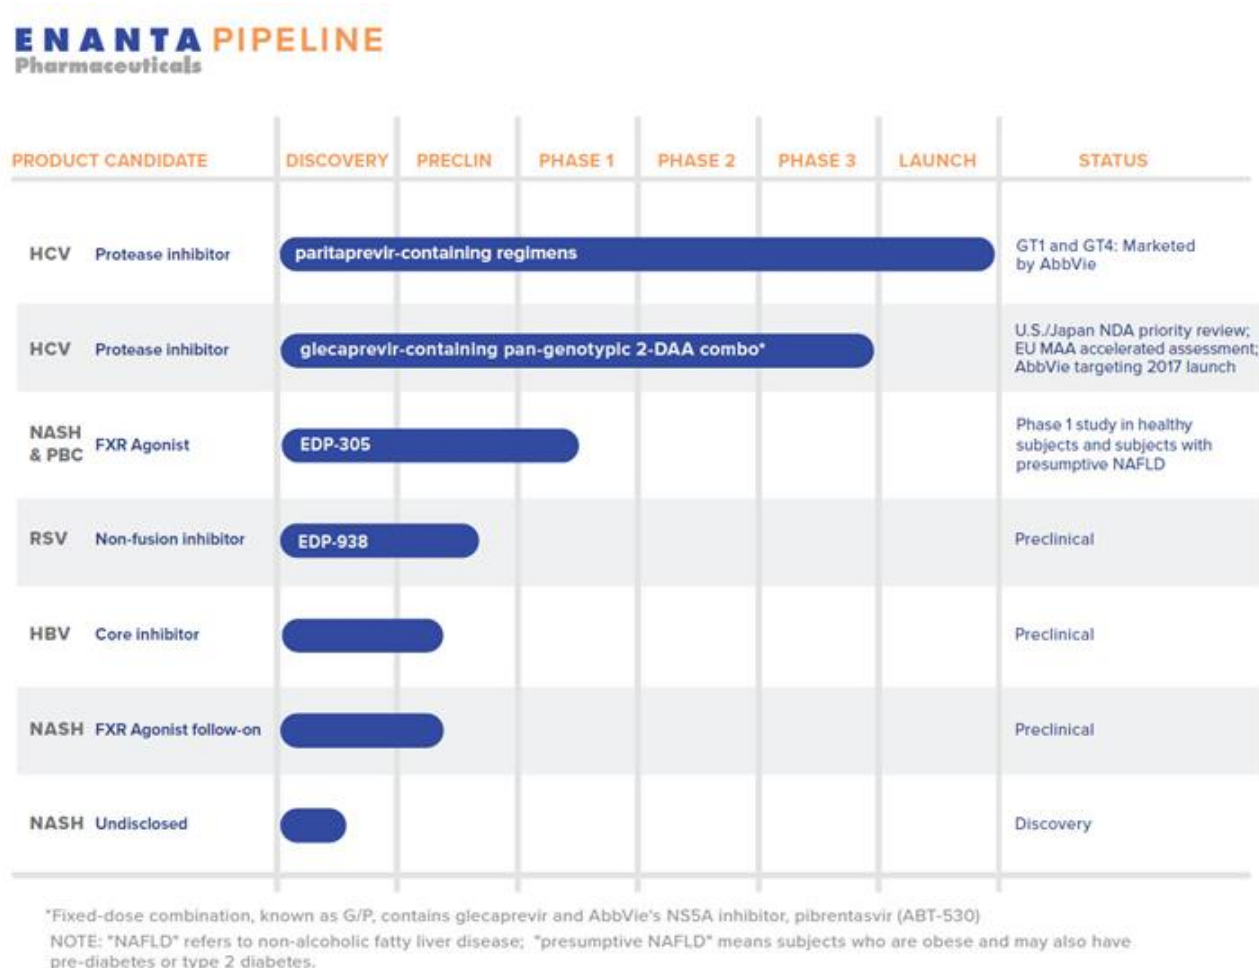 ENANTA PIPELINE
Pharmaceuticals
PRODUCT CANDIDATE DISCOVERY PRECLIN PHASE 1 PHASE 2 PHASE 3 LAUNCH STATUS
HCV Protease inhibitor paritaprevir-containing regimens GT1 and GT4: Marketed
by AbbVie
HCV Protease inhibitor glecaprevir-containing pan-genotypic 2-DAA combo* U.S./Japan NDA priority review;
EU MAA accelerated assessment;
AbbVie targeting 2017 launch
NASH
& PBC FXR Agonist EDP-305 Phase 1 study in healthy
subjects and subjects with
presumptive NAFLD
RSV Non-fusion inhibitor EDP-938 Preclinical
HBV Core inhibitor Preclinical
NASH FXR Agonist follow-on Preclinical
NASH Undisclosed Discovery
*Fixed-dose combination, known as G/P, contains glecaprevir and AbbVie's NS5A inhibitor, pibrentasvir (ABT-530)
NOTE: "NAFLD" refers to non-alcoholic fatty liver disease; "presumptive NAFLD" means subjects who are obese and may also have
pre-diabetes or type 2 diabetes.